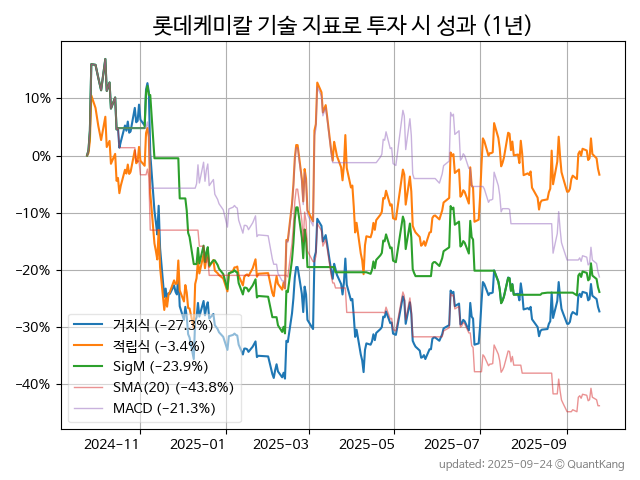 롯데케미칼 기술 지표로 투자 시 성과 (1년)
10%
0%
−10%
−20%
−30%
−40%
거치식 (−27.3%)
적립식 (−3.4%)
SigM (−23.9%)
SMA(20) (−43.8%)
MACD (−21.3%)
2024-11
2025-01
2025-03
2025-05
2025-07
2025-09
updated: 2025-09-24 © QuantKang